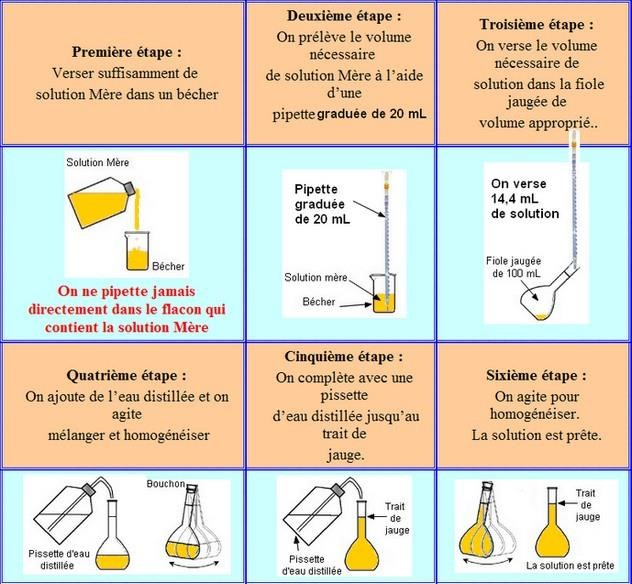 Première étape :
Verser suffisamment de
solution Mère dans un bécher
Deuxième étape :
On prélève le volume
nécessaire
de solution Mère à l'aide
d'une
pipette graduée de 20 mL
Troisième étape :
On verse le volume
nécessaire de
solution dans la fiole
jaugée de
volume approprié..
Solution Mère
Bécher
On ne pipette jamais
directement dans le flacon qui
contient la solution Mère
Pipette
graduée
de 20 mL
Solution mère
Bécher
On verse
14,4 mL
de solution
Fiole jaugée
de 100 mL
Quatrième étape :
On ajoute de l'eau distillée et on
agite
mélanger et homogénéiser
Cinquième étape :
On complète avec une
pissette
d'eau distillée jusqu'au
trait de
jauge.
Sixième étape :
On agite pour
homogénéiser.
La solution est prête.
Bouchon
Pissette d'eau
distillée
Trait
de
jauge
Pissette
d'eau distillée
Trait
de
jauge
La solution est prête